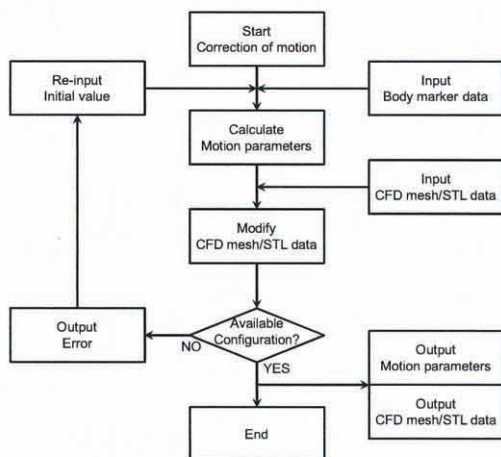 Start
Correction of motion
Re-input
Initial value
Input
Body marker data
Calculate
Motion parameters
Input
CFD mesh/STL data
Modify
CFD mesh/STL data
Available
Configuration?
Output
Error
NO
YES
Output
Motion parameters
Output
CFD mesh/STL data
End